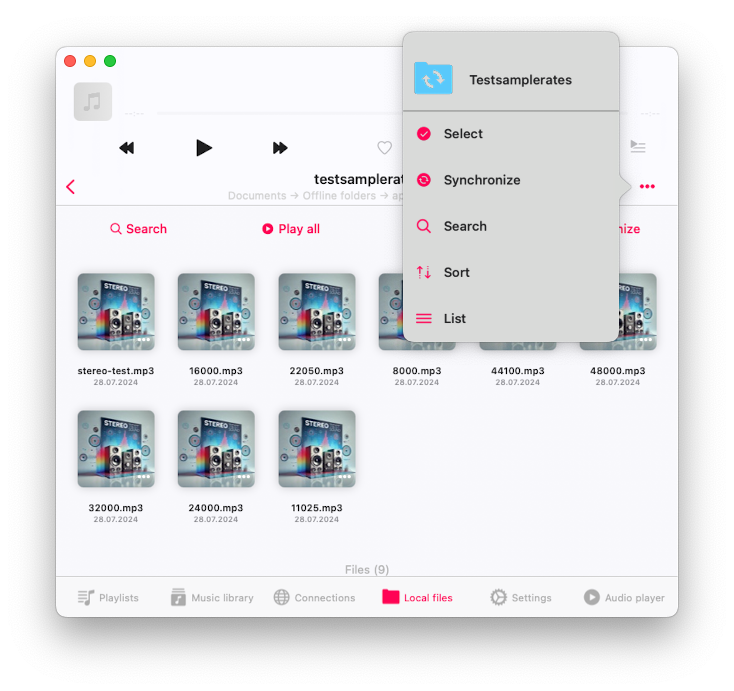 Testsamplerates
Select
Synchronize
Search
Sort
List
--:--
--:--
testsamplerat
Documents → Offline folders → ap
Search
Play all
nize
STEREO
STEREO
STEREO
stereo-test.mp3
28.07.2024
16000.mp3
28.07.2024
22050.mp3
28.07.2024
8000.mp3
28.07.2024
44100.mp3
28.07.2024
48000.mp3
28.07.2024
STEREO
STEREO
STEREO
32000.mp3
28.07.2024
24000.mp3
28.07.2024
11025.mp3
28.07.2024
Files (9)
Playlists
Music library
Connections
Local files
Settings
Audio player